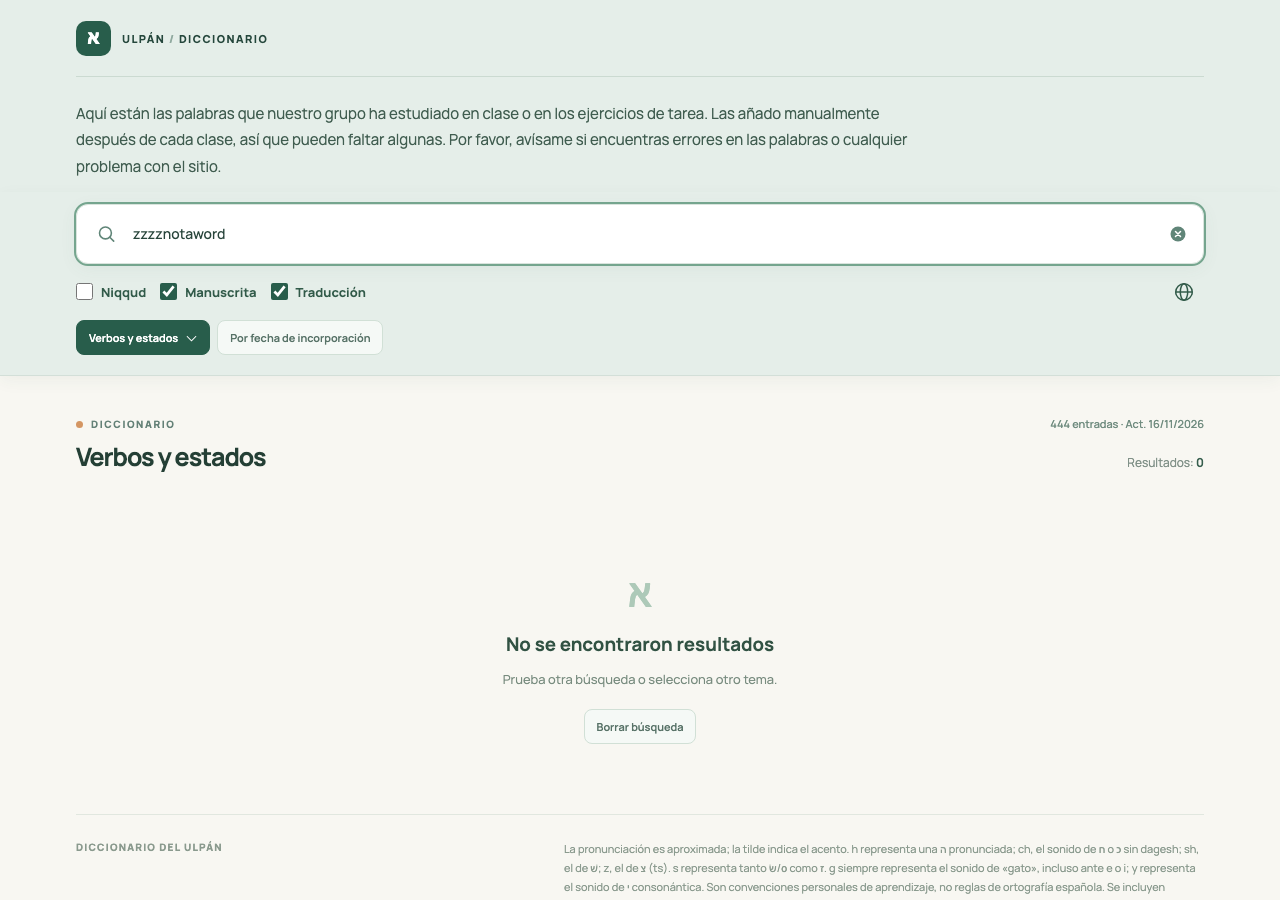 א ULPÁN / DICCIONARIO
Aquí están las palabras que nuestro grupo ha estudiado en clase o en los ejercicios de tarea. Las añado manualmente
después de cada clase, así que pueden faltar algunas. Por favor, avísame si encuentras errores en las palabras o cualquier
problema con el sitio.
zzzznotaword
Niqqud Manuscrita Traducción
Verbos y estados Por fecha de incorporación
DICCIONARIO
444 entradas · Act. 16/11/2026
Verbos y estados
Resultados: 0
א
No se encontraron resultados
Prueba otra búsqueda o selecciona otro tema.
Borrar búsqueda
DICCIONARIO DEL ULPÁN
La pronunciación es aproximada; la tilde indica el acento. h representa una ה pronunciada; ch, el sonido de ח o כ sin dagesh; sh,
el de שׁ; z, el de צ (ts). s representa tanto ס/שׂ como ז. g siempre representa el sonido de «gato», incluso ante e o i; y representa
el sonido de י consonántica. Son convenciones personales de aprendizaje, no reglas de ortografía española. Se incluyen